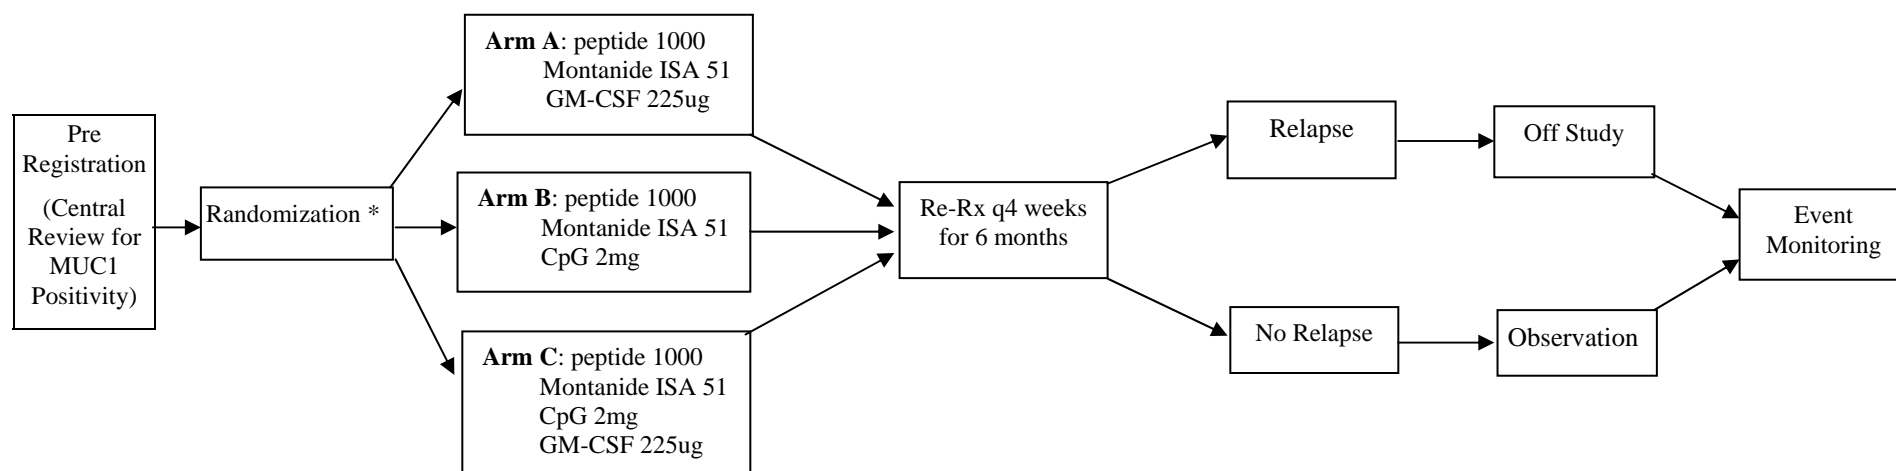 Pre
Registration
(Central
Review for
MUC1
Positivity)
Randomization *
Arm A: peptide 1000
Montanide ISA 51
GM-CSF 225ug
Arm B: peptide 1000
Montanide ISA 51
CpG 2mg
Arm C: peptide 1000
Montanide ISA 51
CpG 2mg
GM-CSF 225ug
Re-Rx q4 weeks
for 6 months
Relapse
Off Study
No Relapse
Observation
Event
Monitoring